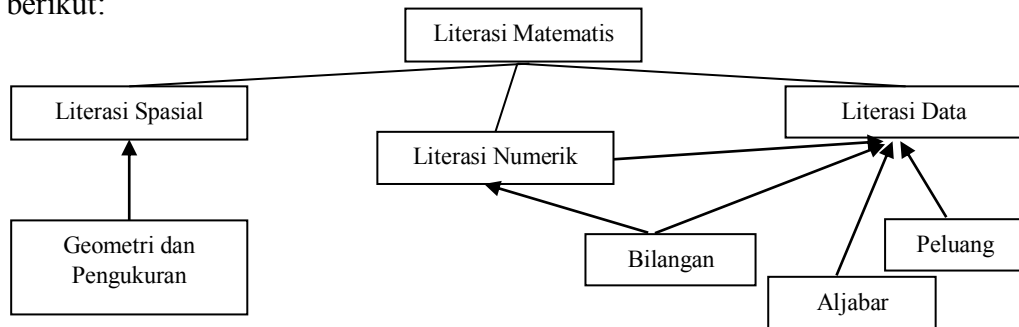 berikut:
Literasi Matematis
Literasi Spasial
Literasi Data
Literasi Numerik
Geometri dan
Pengukuran
Bilangan
Peluang
Aljabar